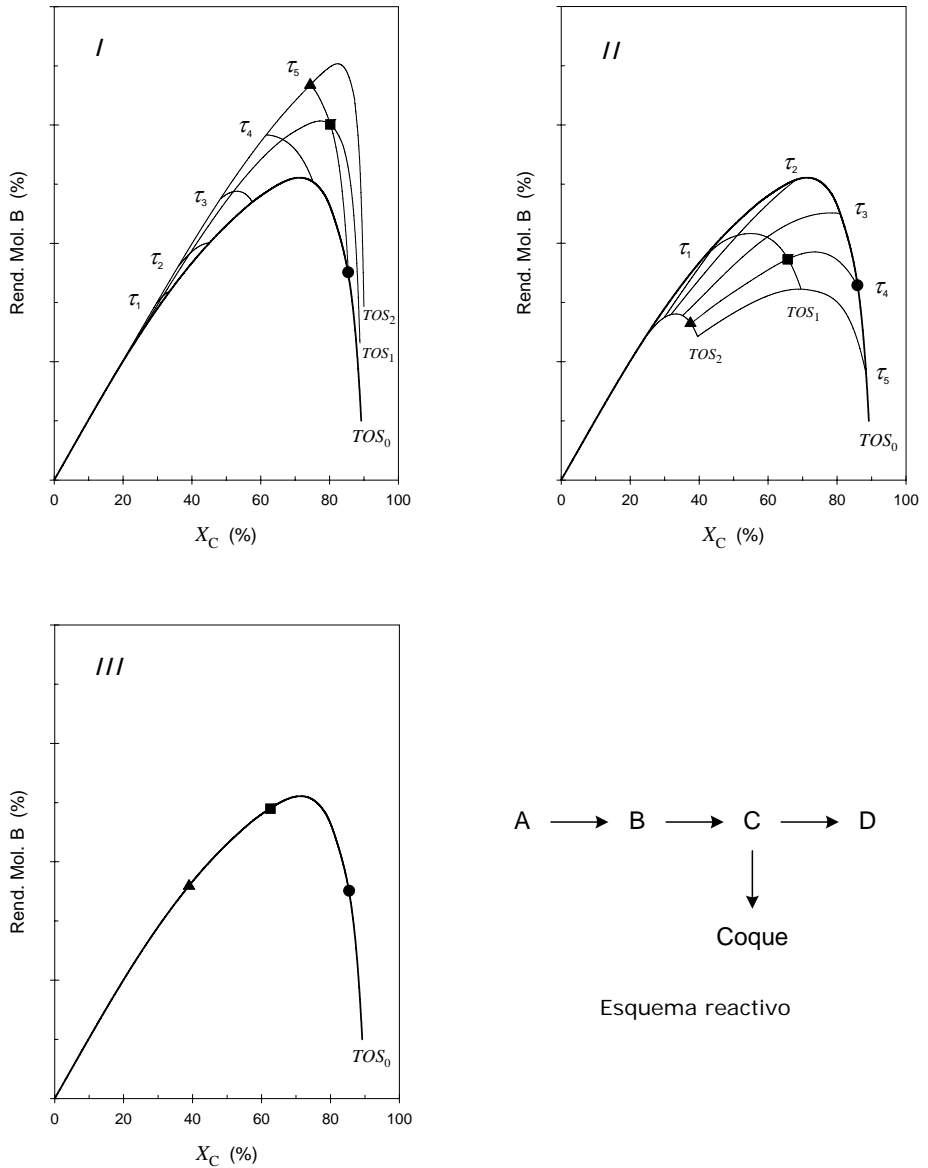 I
τ5
τ4
τ3
τ2
τ1
TOS2
TOS1
TOS0
Rend. Mol. B (%)
0 20 40 60 80 100
XC (%)
II
τ2
τ3
τ1
τ4
TOS1
TOS2
τ5
TOS0
Rend. Mol. B (%)
0 20 40 60 80 100
XC (%)
III
TOS0
Rend. Mol. B (%)
0 20 40 60 80 100
XC (%)
A B C D
Coque
Esquema reactivo